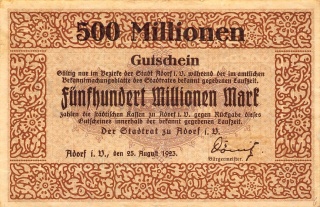 500 Millionen
Gutschein
Gültig nur im Bezirke der Stadt Adorf i. V. während der im amtlichen
Bekanntmachungsblatte des Stadtrates bekannt gegebenen Laufzeit.
Fünfhundert Millionen Mark
zahlen die städtischen Kassen zu Adorf i. V. gegen Rückgabe dieses
Gutscheines innerhalb der bekannt gegebenen Laufzeit.
Der Stadtrat zu Adorf i. V.
Adorf i. V., den 25. August 1923.
Bürgermeister.